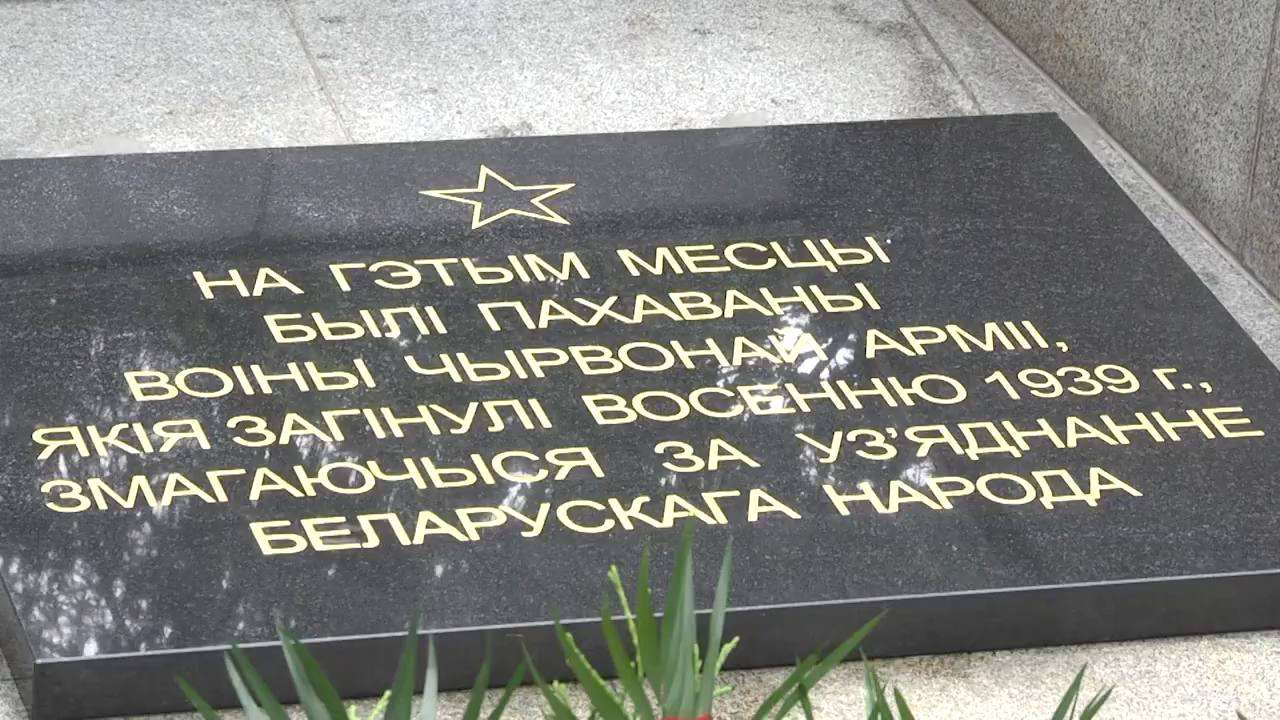 НА ГЭТЫМ МЕСЦЫ
БЫЛІ ПАХАВАНЫ
ВОІНЫ ЧЫРВОНАЙ АРМІІ,
ЯКІЯ ЗАГІНУЛІ ВОСЕННЮ 1939 г.,
ЗМАГАЮЧЫСЯ ЗА УЗ’ЯДНАННЕ
БЕЛАРУСКАГА НАРОДА